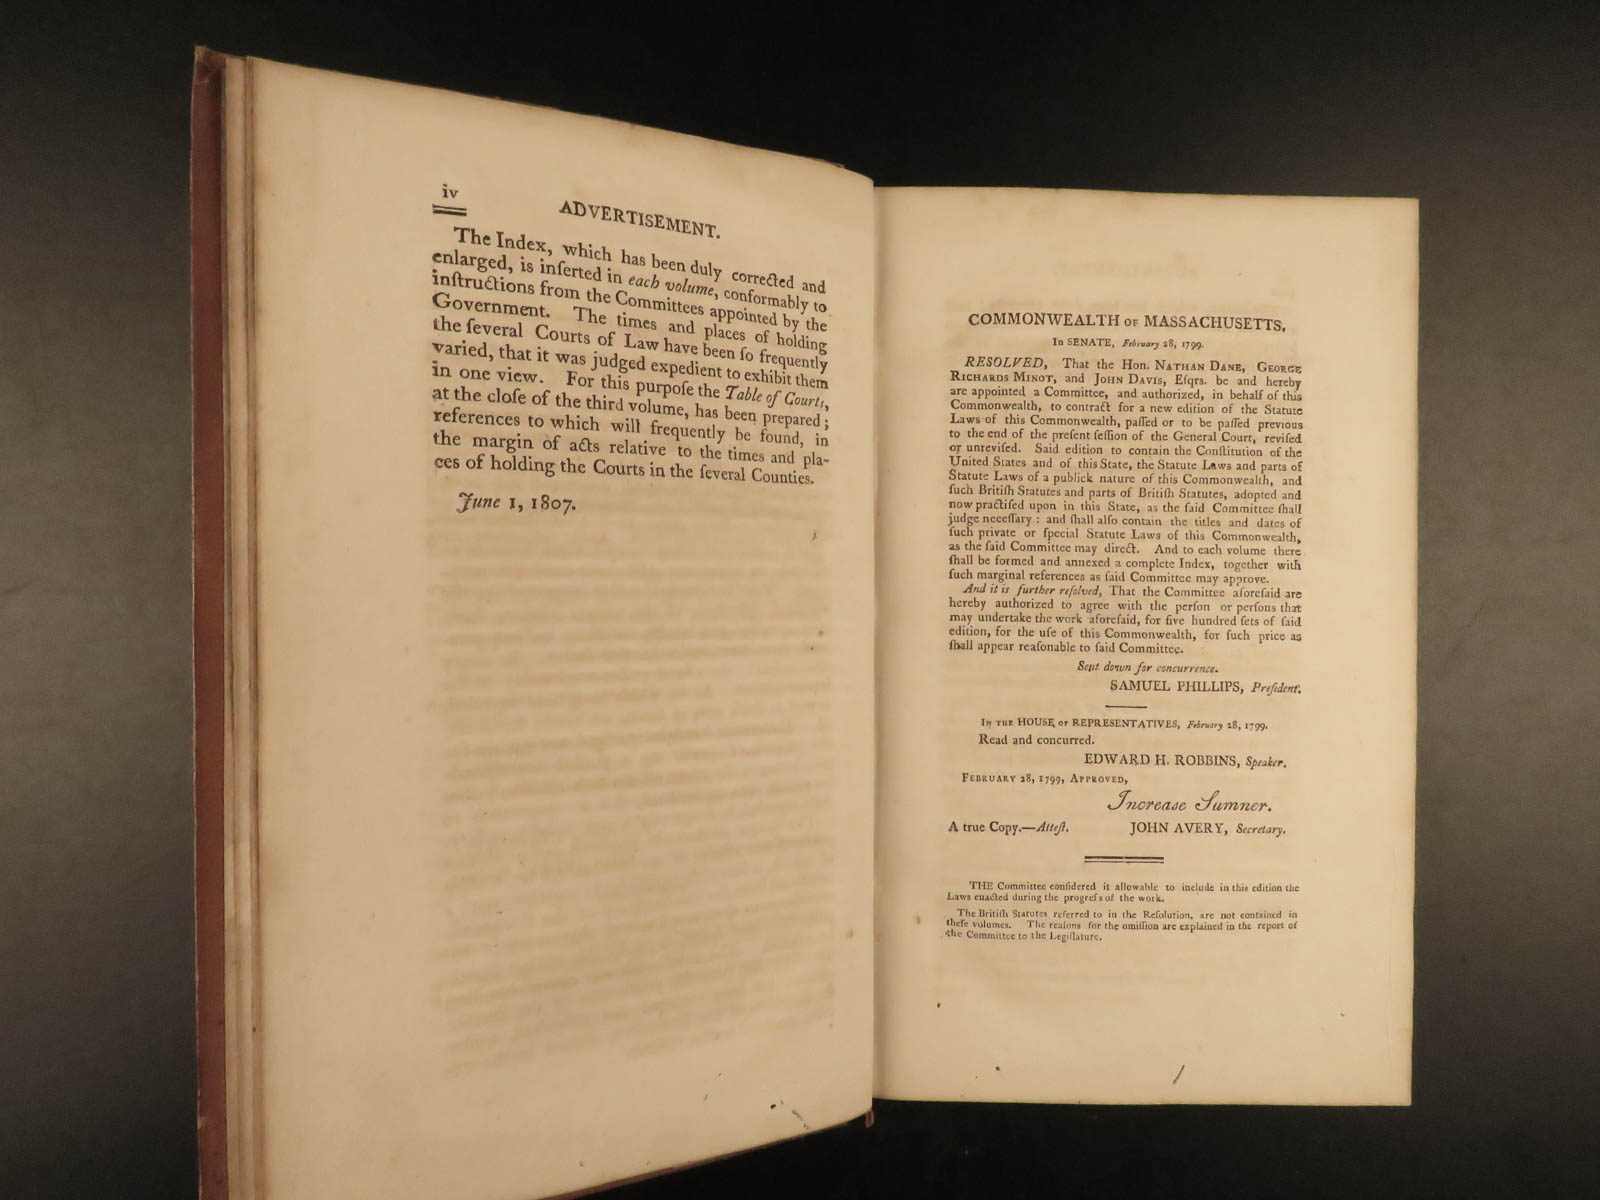 iv
ADVERTISEMENT.
The Index, which has been duly corrected and
enlarged, is inſerted in each volume, conformably to
inſtructions from the Committees appointed by the
Government. The times and places of holding
the ſeveral Courts of Law have been ſo frequently
varied, that it was judged expedient to exhibit them
in one view. For this purpoſe the Table of Courts,
at the cloſe of the third volume, has been prepared;
references to which will frequently be found, in
the margin of acts relative to the times and pla-
ces of holding the Courts in the ſeveral Counties.
June 1, 1807.
COMMONWEALTH OF MASSACHUSETTS.
In SENATE, February 28, 1799.
RESOLVED, That the Hon. NATHAN DANE, GEORGE
RICHARDS MINOT, and JOHN DAVIS, Eſqrs. be and hereby
are appointed a Committee, and authorized, in behalf of this
Commonwealth, to contract for a new edition of the Statute
Laws of this Commonwealth, paſſed or to be paſſed previous
to the end of the preſent ſeſſion of the General Court, reviſed
or unreviſed. Said edition to contain the Conſtitution of the
United States and of this State, the Statute Laws and parts of
Statute Laws of a publick nature of this Commonwealth, and
ſuch Britiſh Statutes and parts of Britiſh Statutes, adopted and
now practiſed upon in this State, as the ſaid Committee ſhall
judge neceſſary : and ſhall alſo contain the titles and dates of
ſuch private or ſpecial Statute Laws of this Commonwealth,
as the ſaid Committee may direct. And to each volume there
ſhall be formed and annexed a complete Index, together with
ſuch marginal references as ſaid Committee may approve.
And it is further reſolved, That the Committee aforeſaid are
hereby authorized to agree with the perſon or perſons that
may undertake the work aforeſaid, for five hundred ſets of ſaid
edition, for the uſe of this Commonwealth, for ſuch price as
ſhall appear reaſonable to ſaid Committee.
Sent down for concurrence.
SAMUEL PHILLIPS, Preſident.
IN THE HOUSE OF REPRESENTATIVES, February 28, 1799.
Read and concurred.
EDWARD H. ROBBINS, Speaker.
FEBRUARY 28, 1799, APPROVED,
Increase Sumner.
A true Copy.—Atteſt. JOHN AVERY, Secretary.
THE Committee conſidered it allowable to include in this edition the
Laws enacted during the progreſs of the work.
The Britiſh Statutes referred to in the Reſolution, are not contained in
theſe volumes. The reaſons for the omiſſion are explained in the report of
the Committee to the Legiſlature.